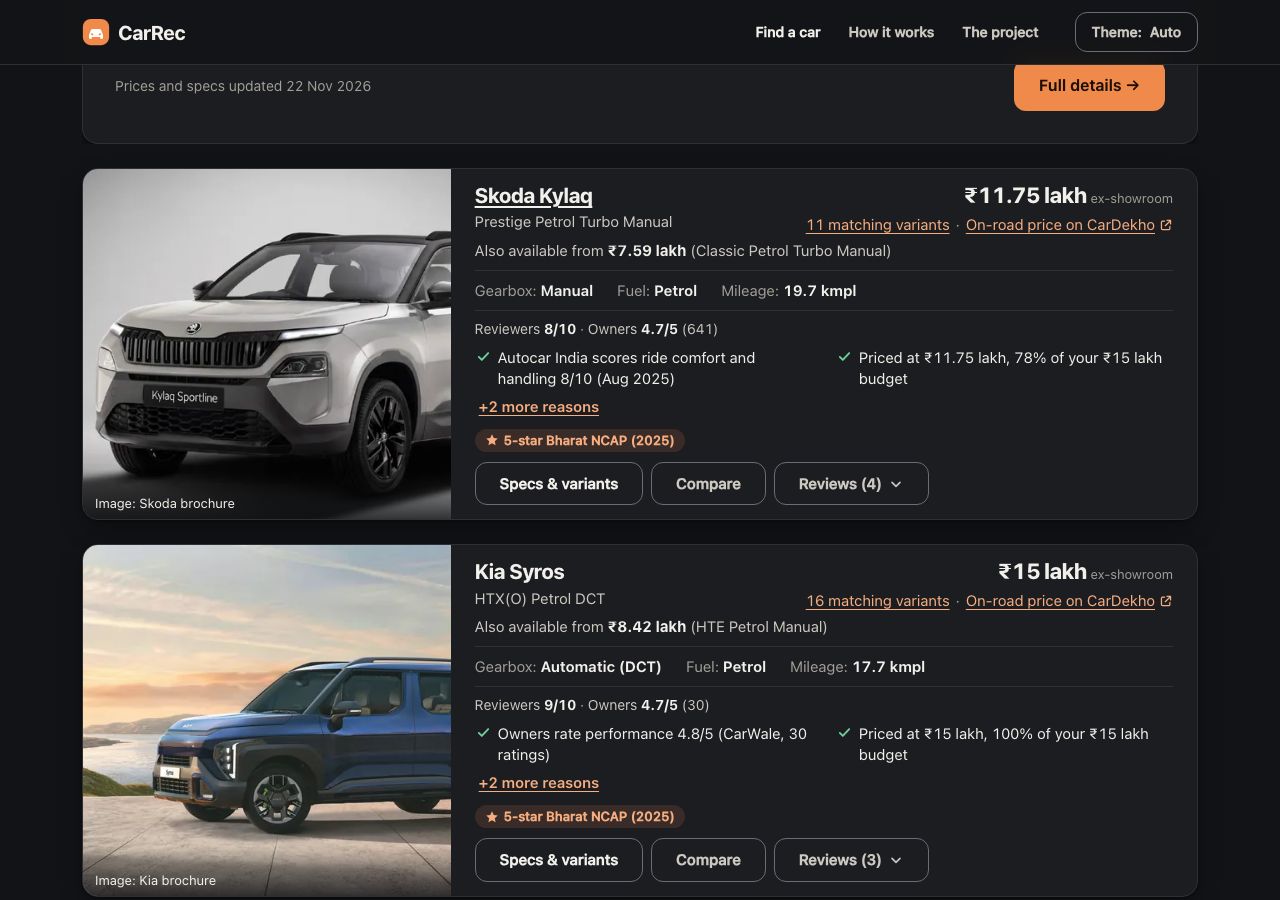 CarRec
Find a car
How it works
The project
Theme: Auto
Prices and specs updated 22 Nov 2026
Full details →
Skoda Kylaq
₹11.75 lakh ex-showroom
Prestige Petrol Turbo Manual
11 matching variants · On-road price on CarDekho
Also available from ₹7.59 lakh (Classic Petrol Turbo Manual)
Gearbox: Manual Fuel: Petrol Mileage: 19.7 kmpl
Reviewers 8/10 · Owners 4.7/5 (641)
Autocar India scores ride comfort and
handling 8/10 (Aug 2025)
Priced at ₹11.75 lakh, 78% of your ₹15 lakh
budget
+2 more reasons
★ 5-star Bharat NCAP (2025)
Specs & variants
Compare
Reviews (4)
Kylaq Sportline
Image: Skoda brochure
Kia Syros
₹15 lakh ex-showroom
HTX(O) Petrol DCT
16 matching variants · On-road price on CarDekho
Also available from ₹8.42 lakh (HTE Petrol Manual)
Gearbox: Automatic (DCT) Fuel: Petrol Mileage: 17.7 kmpl
Reviewers 9/10 · Owners 4.7/5 (30)
Owners rate performance 4.8/5 (CarWale, 30
ratings)
Priced at ₹15 lakh, 100% of your ₹15 lakh
budget
+2 more reasons
★ 5-star Bharat NCAP (2025)
Specs & variants
Compare
Reviews (3)
Syros
Image: Kia brochure